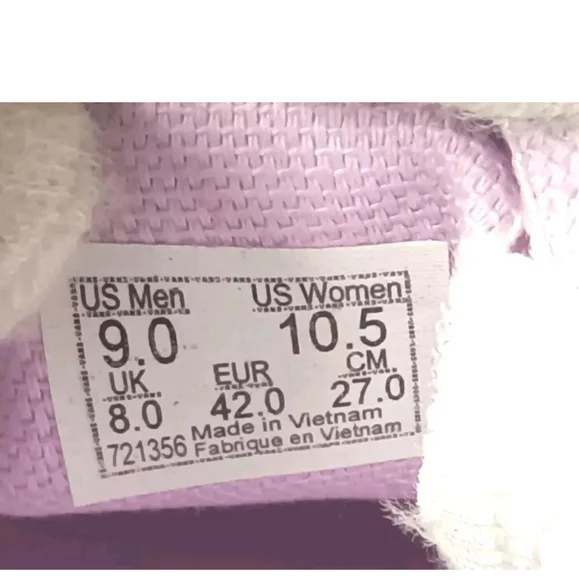 US Men US Women
9.0 10.5
UK EUR CM
8.0 42.0 27.0
721356 Made in Vietnam
Fabrique en Vietnam